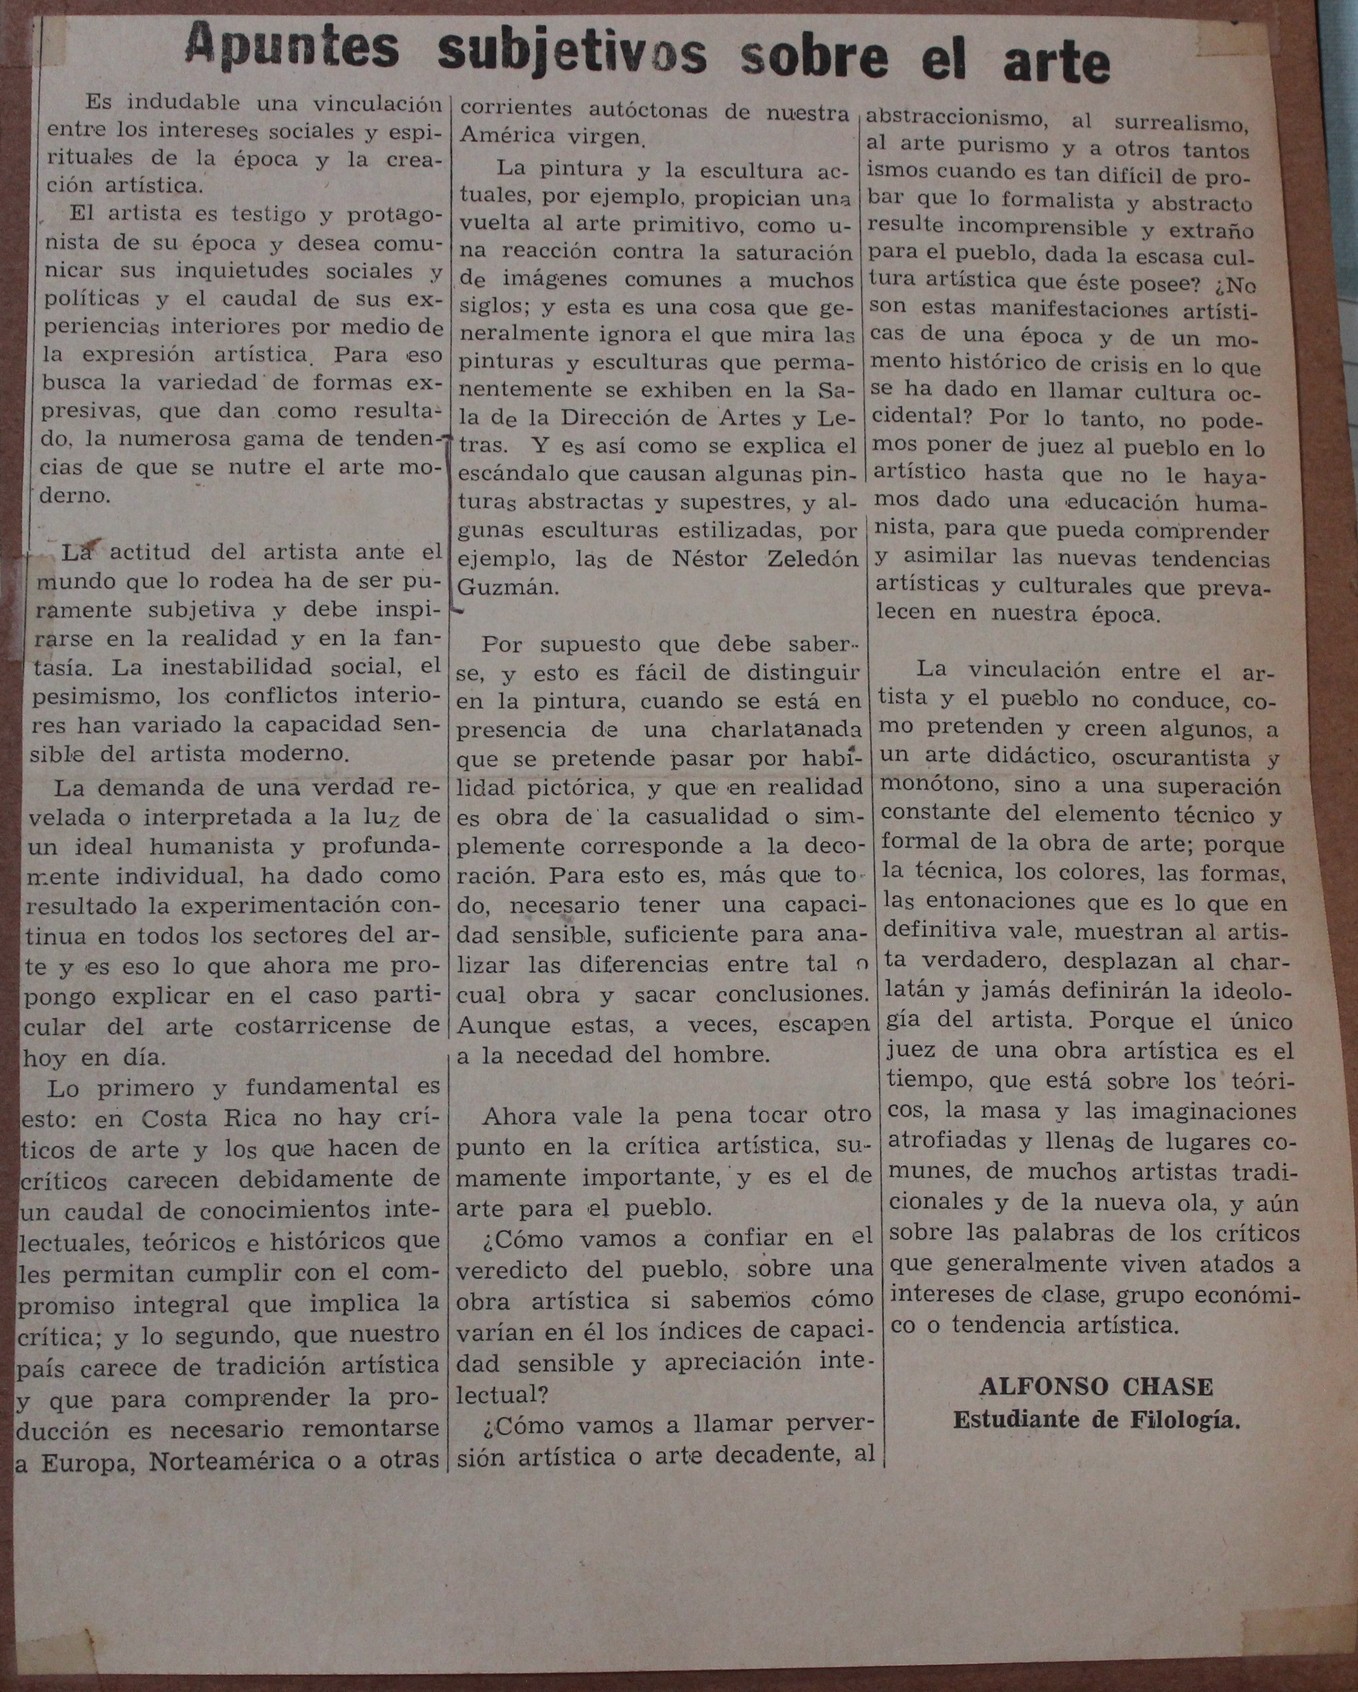 Apuntes subjetivos sobre el arte
Es indudable una vinculación
entre los intereses sociales y espi-
rituales de la época y la crea-
ción artística.
El artista es testigo y protago-
nista de su época y desea comu-
nicar sus inquietudes sociales y
políticas y el caudal de sus ex-
periencias interiores por medio de
la expresión artística. Para eso
busca la variedad de formas ex-
presivas, que dan como resulta-
do, la numerosa gama de tenden-
cias de que se nutre el arte mo-
derno.
La actitud del artista ante el
mundo que lo rodea ha de ser pu-
ramente subjetiva y debe inspi-
rarse en la realidad y en la fan-
tasía. La inestabilidad social, el
pesimismo, los conflictos interio-
res han variado la capacidad sen-
sible del artista moderno.
La demanda de una verdad re-
velada o interpretada a la luz de
un ideal humanista y profunda-
mente individual, ha dado como
resultado la experimentación con-
tinua en todos los sectores del ar-
te y es eso lo que ahora me pro-
pongo explicar en el caso parti-
cular del arte costarricense de
hoy en día.
Lo primero y fundamental es
esto: en Costa Rica no hay crí-
ticos de arte y los que hacen de
críticos carecen debidamente de
un caudal de conocimientos inte-
lectuales, teóricos e históricos que
les permitan cumplir con el com-
promiso integral que implica la
crítica; y lo segundo, que nuestro
país carece de tradición artística
y que para comprender la pro-
ducción es necesario remontarse
a Europa, Norteamérica o a otras
corrientes autóctonas de nuestra
América virgen.
La pintura y la escultura ac-
tuales, por ejemplo, propician una
vuelta al arte primitivo, como u-
na reacción contra la saturación
de imágenes comunes a muchos
siglos; y esta es una cosa que ge-
neralmente ignora el que mira las
pinturas y esculturas que perma-
nentemente se exhiben en la Sa-
la de la Dirección de Artes y Le-
tras. Y es así como se explica el
escándalo que causan algunas pin-
turas abstractas y supestres, y al-
gunas esculturas estilizadas, por
ejemplo, las de Néstor Zeledón
Guzmán.
Por supuesto que debe saber-
se, y esto es fácil de distinguir
en la pintura, cuando se está en
presencia de una charlatanada
que se pretende pasar por habi-
lidad pictórica, y que en realidad
es obra de la casualidad o sim-
plemente corresponde a la deco-
ración. Para esto es, más que to-
do, necesario tener una capaci-
dad sensible, suficiente para ana-
lizar las diferencias entre tal o
cual obra y sacar conclusiones.
Aunque estas, a veces, escapen
a la necedad del hombre.
Ahora vale la pena tocar otro
punto en la crítica artística, su-
mamente importante, y es el de
arte para el pueblo.
¿Cómo vamos a confiar en el
veredicto del pueblo, sobre una
obra artística si sabemos cómo
varían en él los índices de capaci-
dad sensible y apreciación inte-
lectual?
¿Cómo vamos a llamar perver-
sión artística o arte decadente, al
abstraccionismo, al surrealismo,
al arte purismo y a otros tantos
ismos cuando es tan difícil de pro-
bar que lo formalista y abstracto
resulte incomprensible y extraño
para el pueblo, dada la escasa cul-
tura artística que éste posee? ¿No
son estas manifestaciones artísti-
cas de una época y de un mo-
mento histórico de crisis en lo que
se ha dado en llamar cultura oc-
cidental? Por lo tanto, no pode-
mos poner de juez al pueblo en lo
artístico hasta que no le haya-
mos dado una educación huma-
nista, para que pueda comprender
y asimilar las nuevas tendencias
artísticas y culturales que preva-
lecen en nuestra época.
La vinculación entre el ar-
tista y el pueblo no conduce, co-
mo pretenden y creen algunos, a
un arte didáctico, oscurantista y
monótono, sino a una superación
constante del elemento técnico y
formal de la obra de arte; porque
la técnica, los colores, las formas,
las entonaciones que es lo que en
definitiva vale, muestran al artis-
ta verdadero, desplazan al char-
latán y jamás definirán la ideolo-
gía del artista. Porque el único
juez de una obra artística es el
tiempo, que está sobre los teóri-
cos, la masa y las imaginaciones
atrofiadas y llenas de lugares co-
munes, de muchos artistas tradi-
cionales y de la nueva ola, y aún
sobre las palabras de los críticos
que generalmente viven atados a
intereses de clase, grupo económi-
co o tendencia artística.
ALFONSO CHASE
Estudiante de Filología.